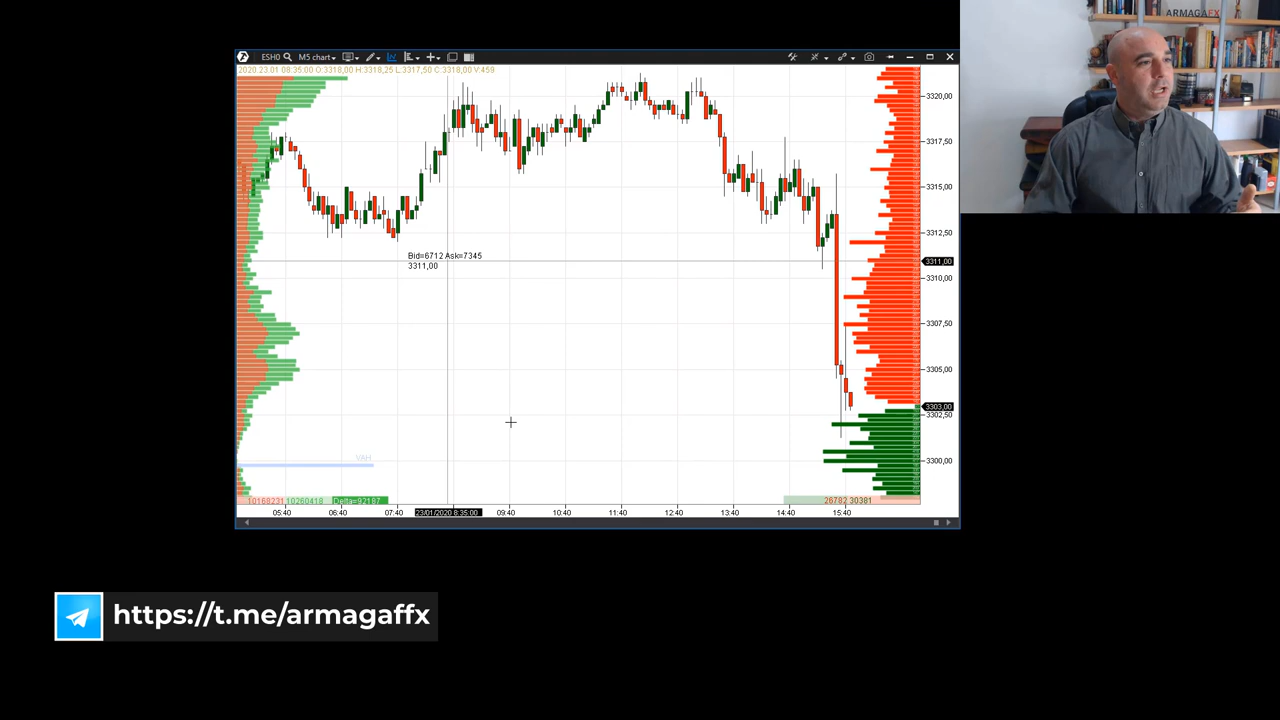 ARMAGAFX
ESH0 M5 chart
2020.23.01 08:35:00 O:3318,00 H:3318,25 L:3317,50 C:3318,00 V:459
3320,00
3317,50
3315,00
3312,50
Bid=6712 Ask=7345
3311,00
3311,00
3310,00
3307,50
3305,00
3303,00
3302,50
VAH
3300,00
10168231 10260418 Delta=92187
26782 30381
05:40 06:40 07:40 23/01/2020 8:35:00 09:40 10:40 11:40 12:40 13:40 14:40 15:40
https://t.me/armagaffx